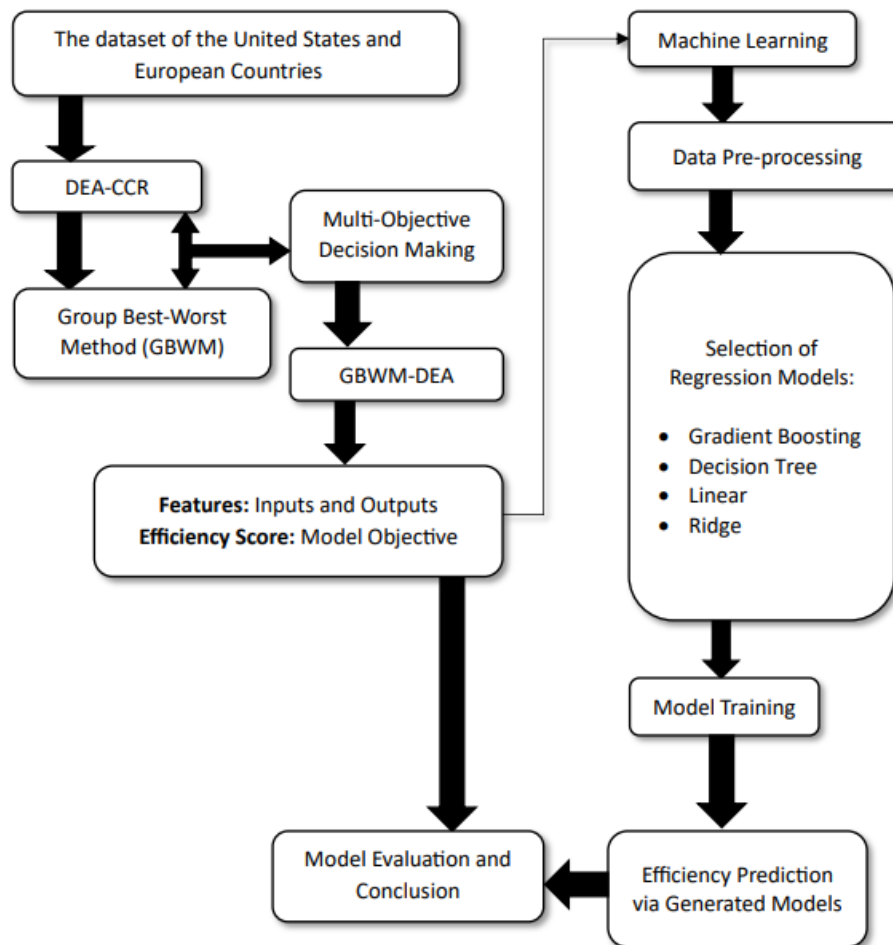 The dataset of the United States and
European Countries
DEA-CCR
Group Best-Worst
Method (GBWM)
Multi-Objective
Decision Making
GBWM-DEA
Features: Inputs and Outputs
Efficiency Score: Model Objective
Machine Learning
Data Pre-processing
Selection of
Regression Models:
• Gradient Boosting
• Decision Tree
• Linear
• Ridge
Model Training
Efficiency Prediction
via Generated Models
Model Evaluation and
Conclusion